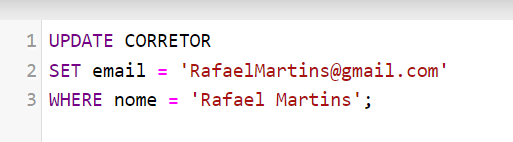 1 UPDATE CORRETOR
2 SET email = 'RafaelMartins@gmail.com'
3 WHERE nome = 'Rafael Martins';